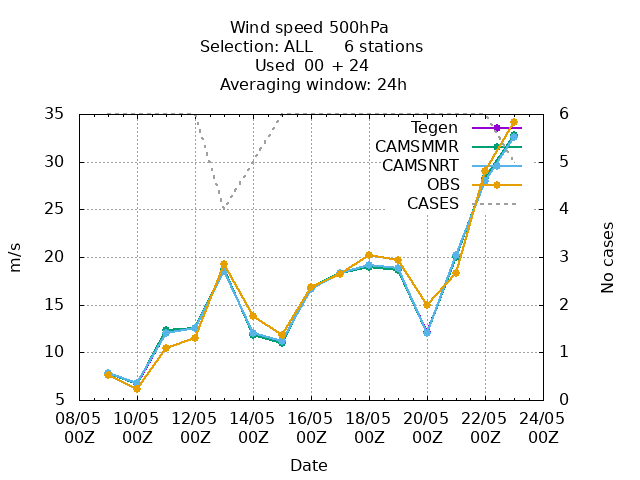 Wind speed 500hPa
Selection: ALL      6 stations
Used  00  + 24
Averaging window: 24h
35
30
25
20
15
10
5
m/s
6
5
4
3
2
1
0
No cases
Tegen
CAMSMMR
CAMSNRT
OBS
CASES
08/05 10/05 12/05 14/05 16/05 18/05 20/05 22/05 24/05
00Z 00Z 00Z 00Z 00Z 00Z 00Z 00Z 00Z
Date